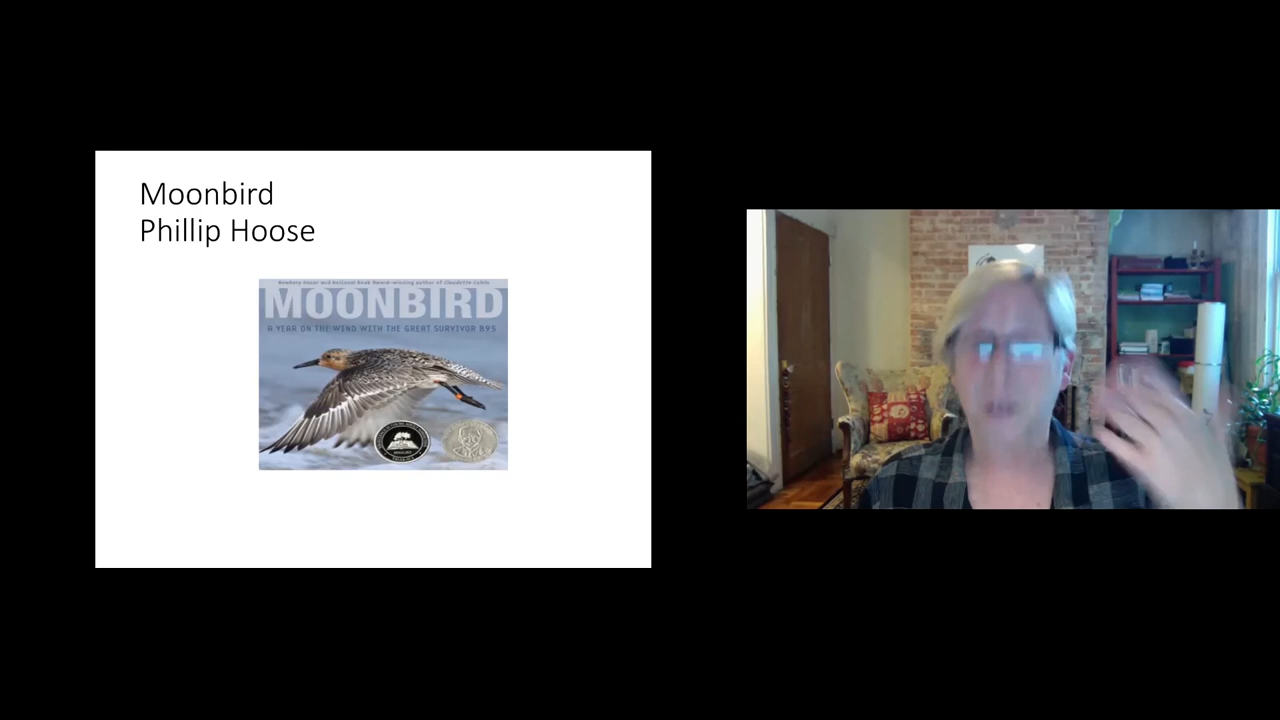 Moonbird
Phillip Hoose
Newbery Honor and National Book Award-winning author of Claudette Colvin
MOONBIRD
A YEAR ON THE WIND WITH THE GREAT SURVIVOR B95